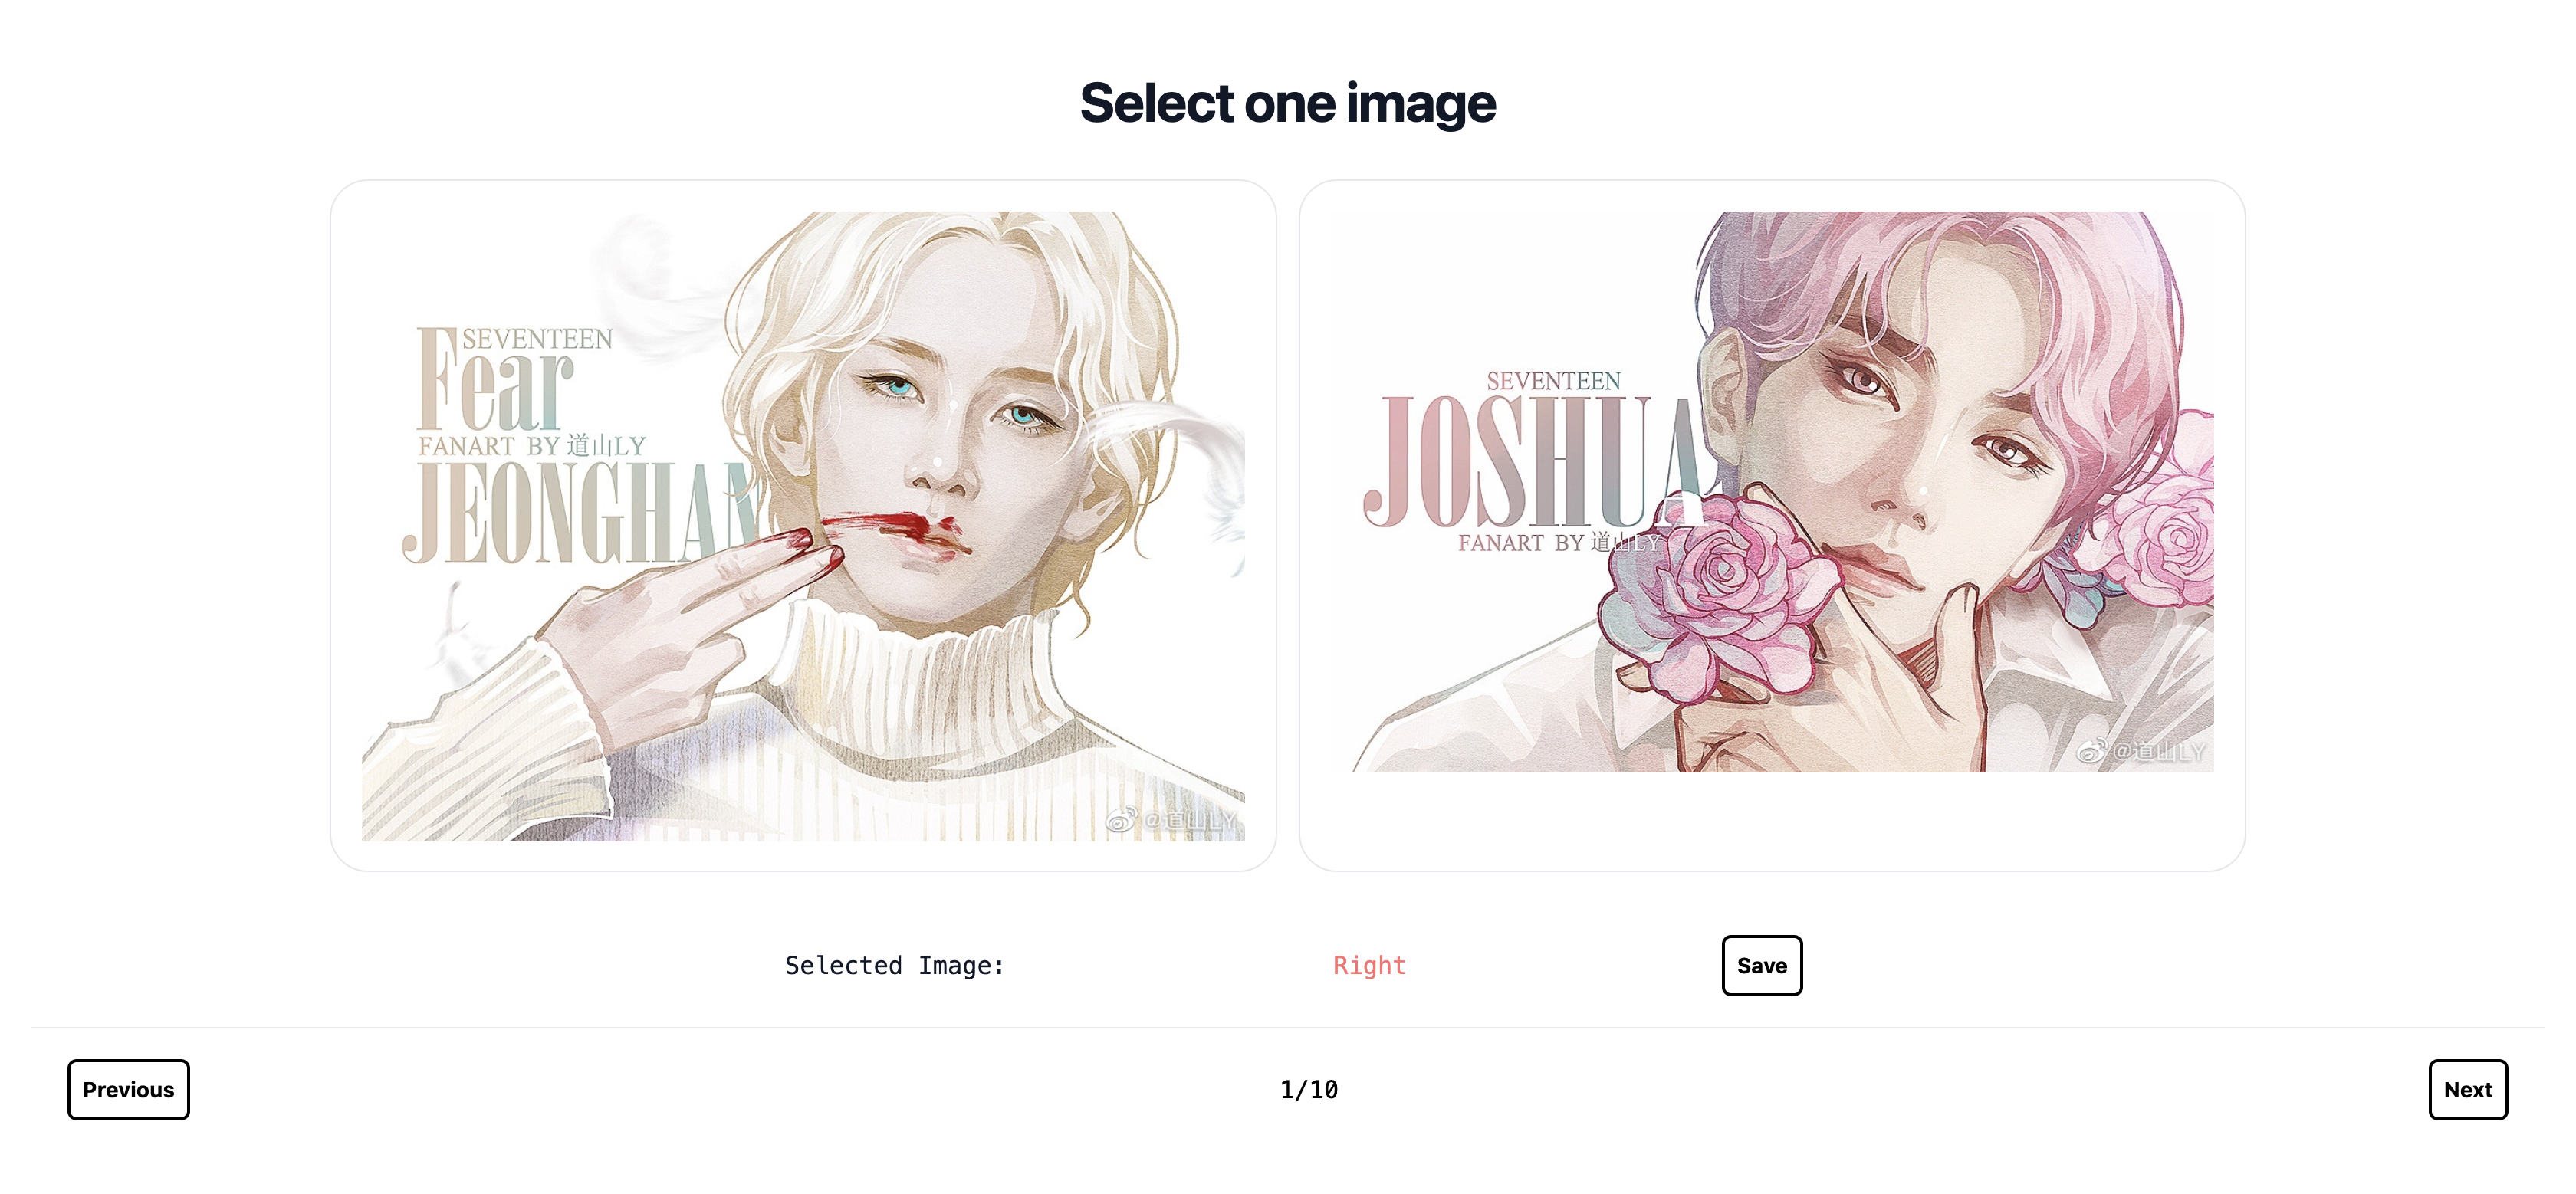 Select one image
SEVENTEEN
Fear
FANART BY 道山LY
JEONGHAN
@道山LY
SEVENTEEN
JOSHUA
FANART BY 道山LY
@道山LY
Selected Image:
Right
Save
Previous
1/10
Next